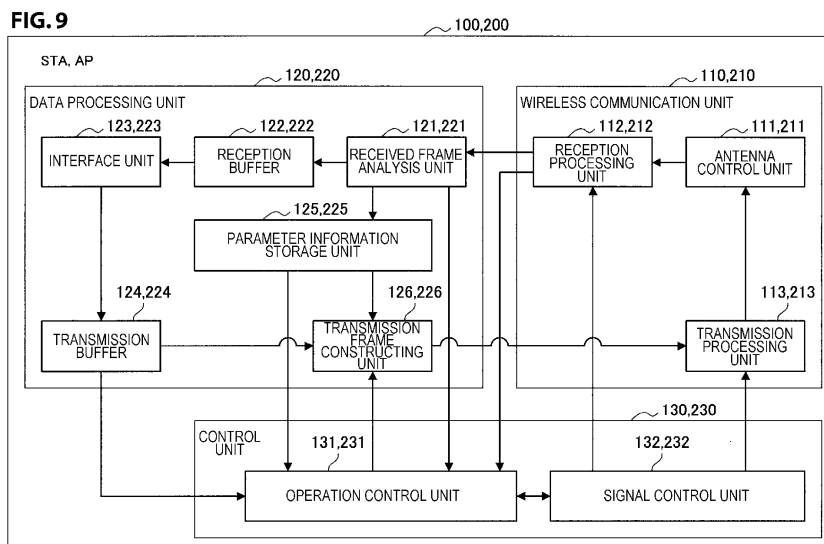 FIG. 9
100,200
STA, AP
120,220
110,210
DATA PROCESSING UNIT
WIRELESS COMMUNICATION UNIT
123,223
122,222
121,221
112,212
111,211
INTERFACE UNIT
RECEPTION
BUFFER
RECEIVED FRAME
ANALYSIS UNIT
RECEPTION
PROCESSING
UNIT
ANTENNA
CONTROL UNIT
125,225
PARAMETER INFORMATION
STORAGE UNIT
124,224
126,226
113,213
TRANSMISSION
BUFFER
TRANSMISSION
FRAME
CONSTRUCTING
UNIT
TRANSMISSION
PROCESSING
UNIT
130,230
CONTROL
UNIT
131,231
132,232
OPERATION CONTROL UNIT
SIGNAL CONTROL UNIT